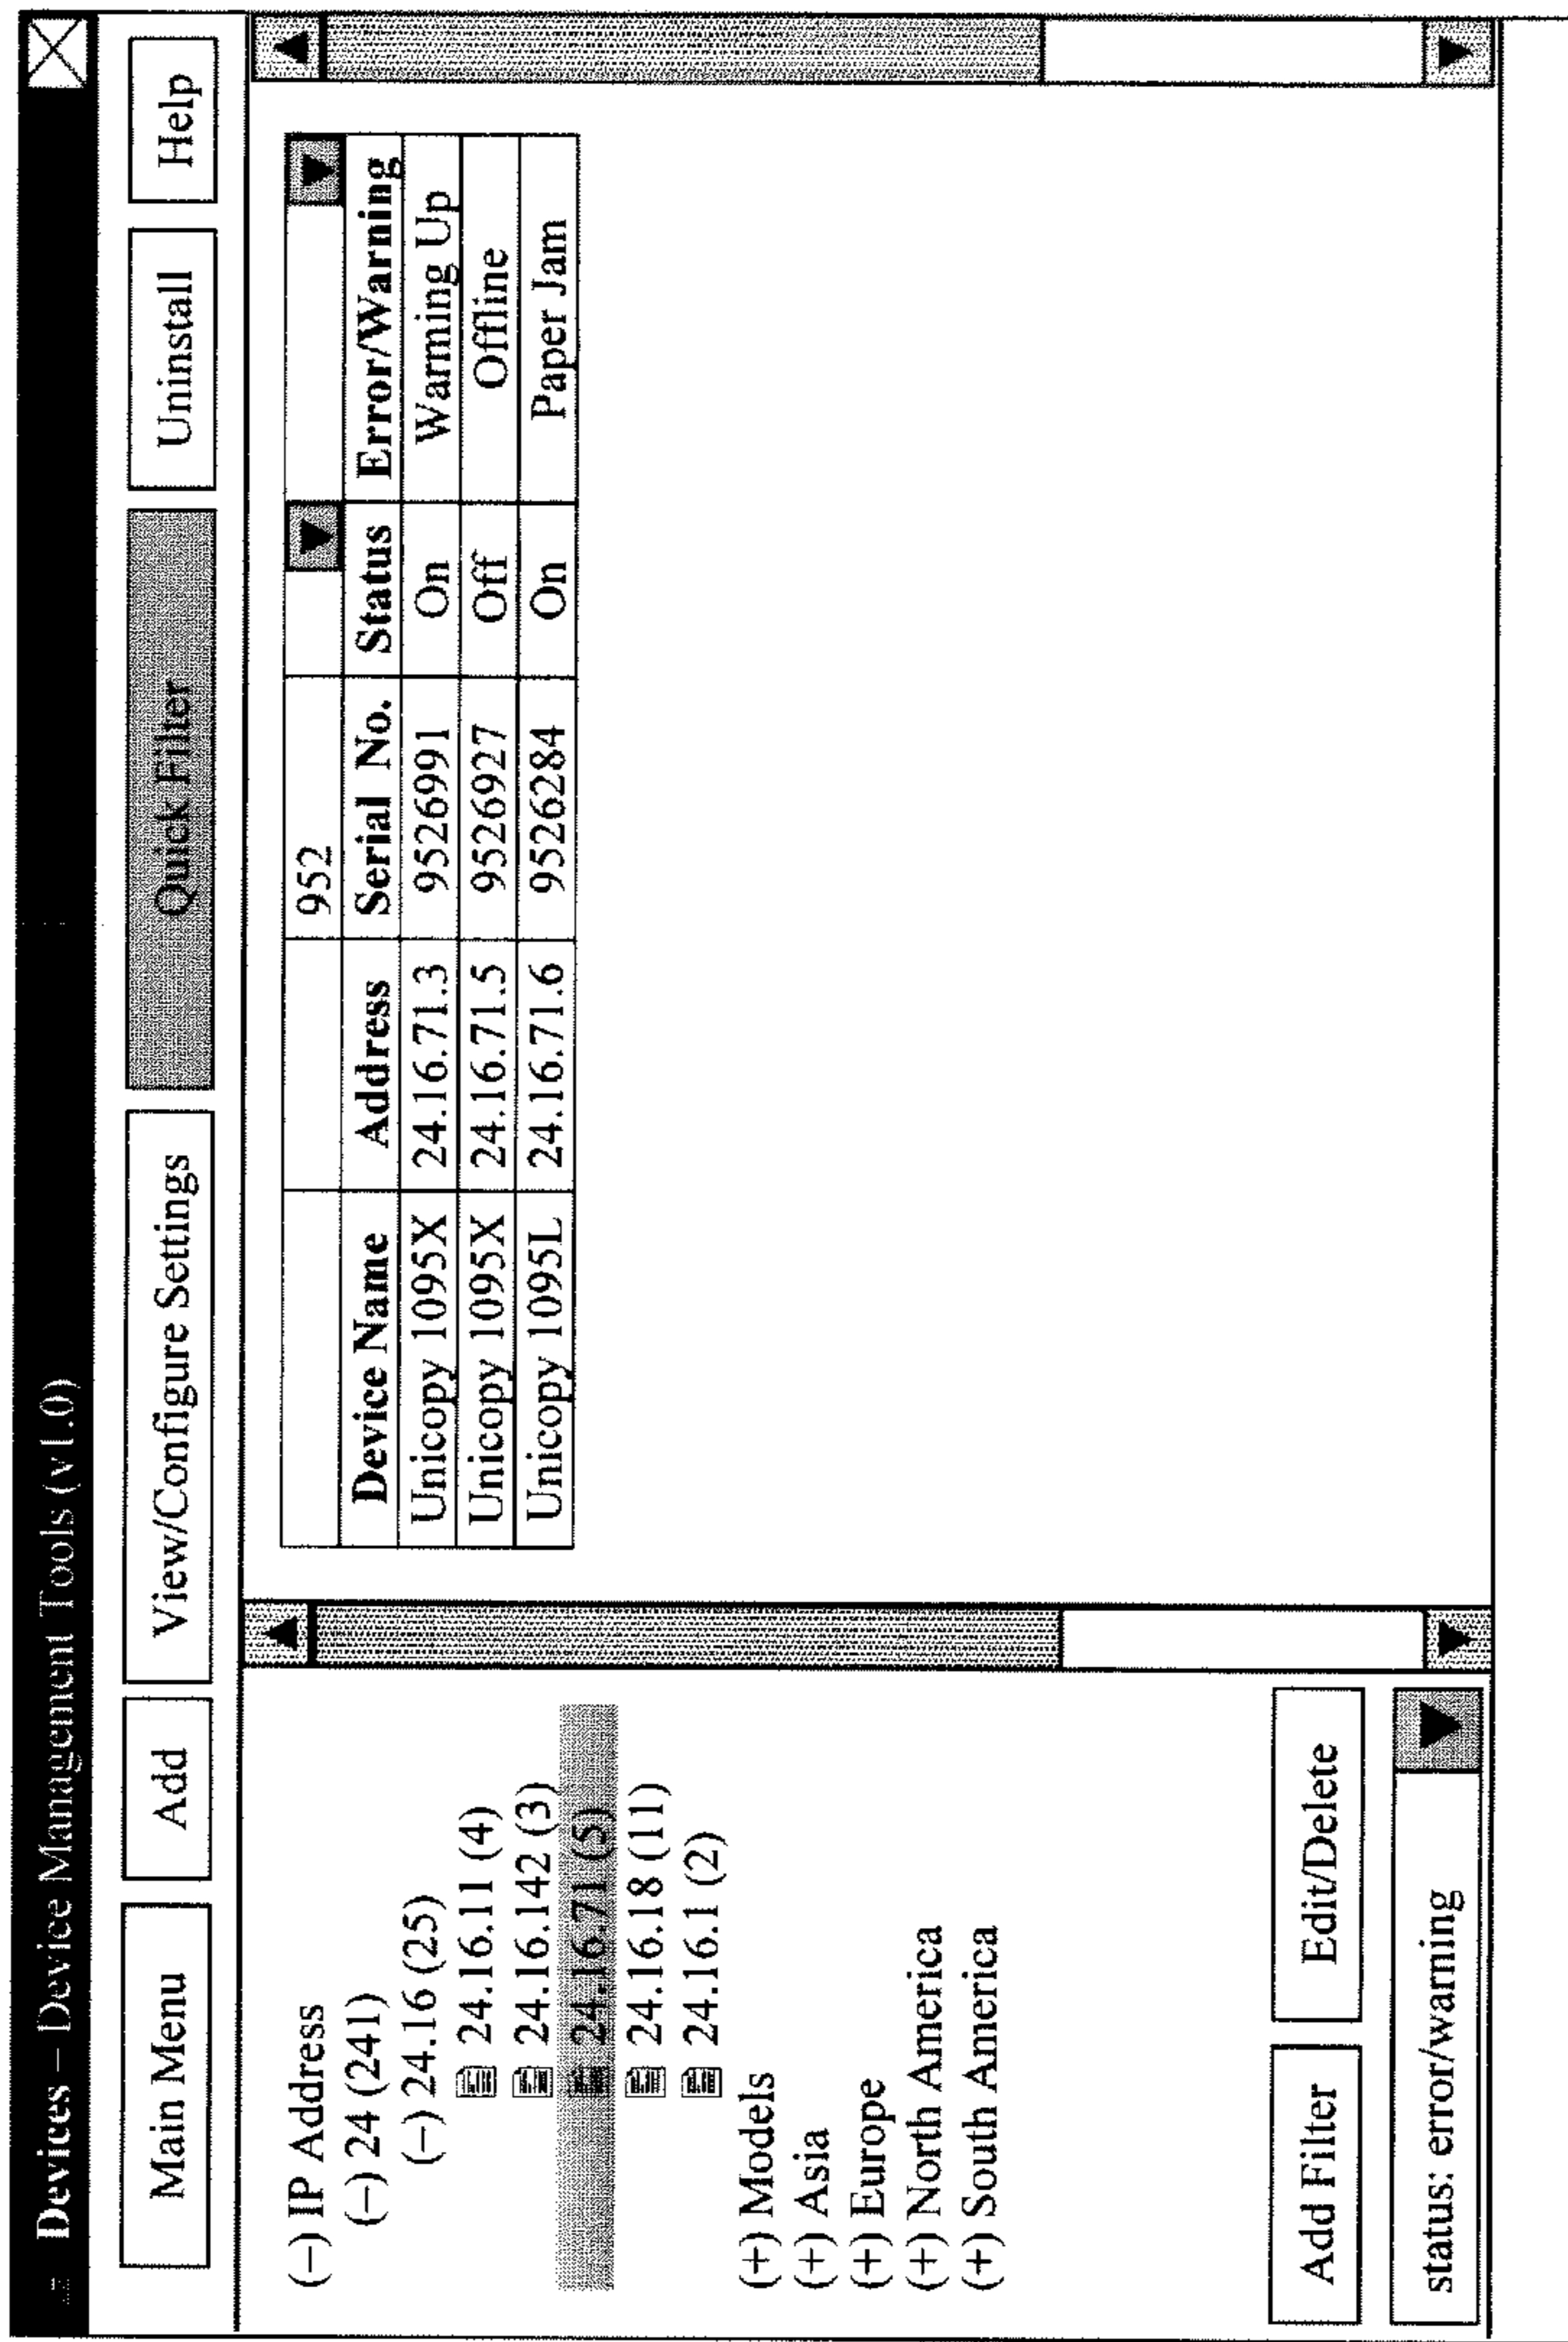 Devices – Device Management Tools (v1.0)
Main Menu
Add
View/Configure Settings
Quick Filter
Uninstall
Help
(–) IP Address
(–) 24 (241)
(–) 24.16 (25)
24.16.11 (4)
24.16.142 (3)
24.16.71 (5)
24.16.18 (11)
24.16.1 (2)
(+) Models
(+) Asia
(+) Europe
(+) North America
(+) South America
Add Filter
Edit/Delete
status: error/warning
952
Device Name Address Serial No. Status Error/Warning
Unicopy 1095X 24.16.71.3 9526991 On Warming Up
Unicopy 1095X 24.16.71.5 9526927 Off Offline
Unicopy 1095L 24.16.71.6 9526284 On Paper Jam